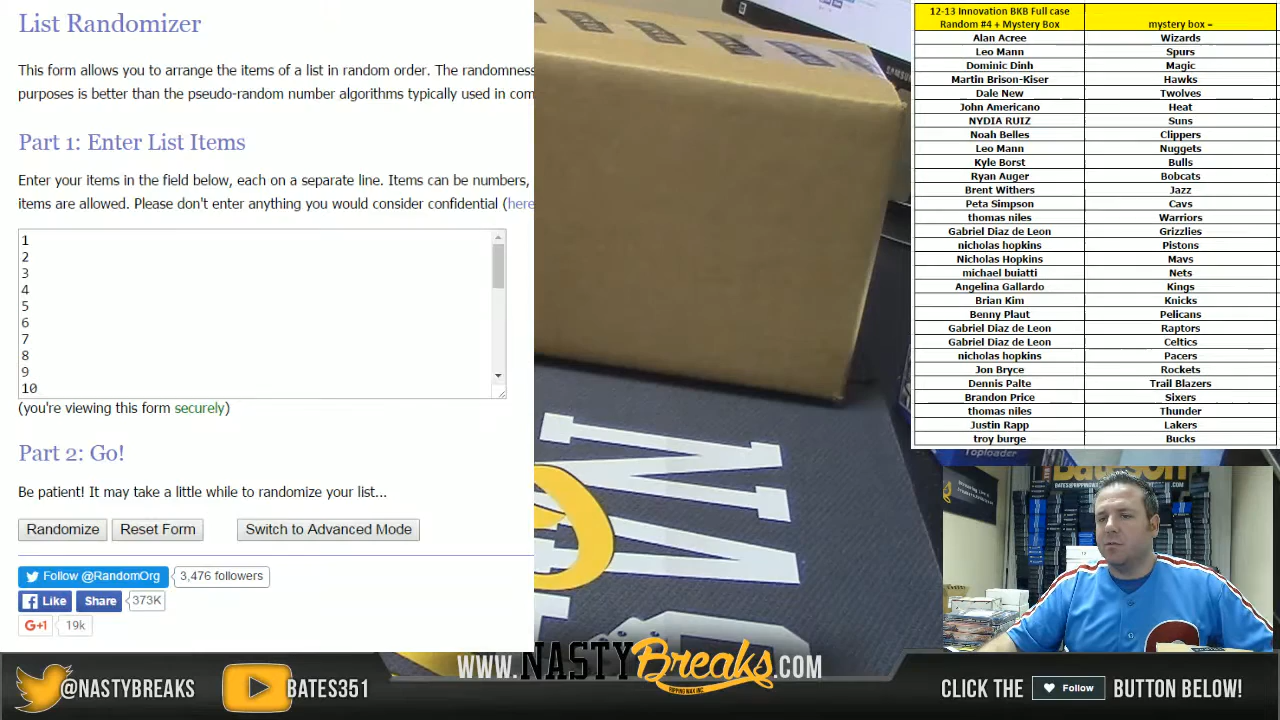 List Randomizer
This form allows you to arrange the items of a list in random order. The randomness
purposes is better than the pseudo-random number algorithms typically used in com
Part 1: Enter List Items
Enter your items in the field below, each on a separate line. Items can be numbers,
items are allowed. Please don't enter anything you would consider confidential (here
1
2
3
4
5
6
7
8
9
10
(you're viewing this form securely)
Part 2: Go!
Be patient! It may take a little while to randomize your list...
Randomize Reset Form Switch to Advanced Mode
Follow @RandomOrg 3,476 followers
Like Share 373K
G+1 19k
12-13 Innovation BKB Full case
Random #4 + Mystery Box mystery box =
Alan Acree Wizards
Leo Mann Spurs
Dominic Dinh Magic
Martin Brison-Kiser Hawks
Dale New Twolves
John Americano Heat
NYDIA RUIZ Suns
Noah Belles Clippers
Leo Mann Nuggets
Kyle Borst Bulls
Ryan Auger Bobcats
Brent Withers Jazz
Peta Simpson Cavs
thomas niles Warriors
Gabriel Diaz de Leon Grizzlies
nicholas hopkins Pistons
Nicholas Hopkins Mavs
michael buiatti Nets
Angelina Gallardo Kings
Brian Kim Knicks
Benny Plaut Pelicans
Gabriel Diaz de Leon Raptors
Gabriel Diaz de Leon Celtics
nicholas hopkins Pacers
Jon Bryce Rockets
Dennis Palte Trail Blazers
Brandon Price Sixers
thomas niles Thunder
Justin Rapp Lakers
troy burge Bucks
Toploader
@NASTYBREAKS
BATES351
WWW.NASTYBreaks.COM
RIPPING WAX INC.
CLICK THE Follow BUTTON BELOW!